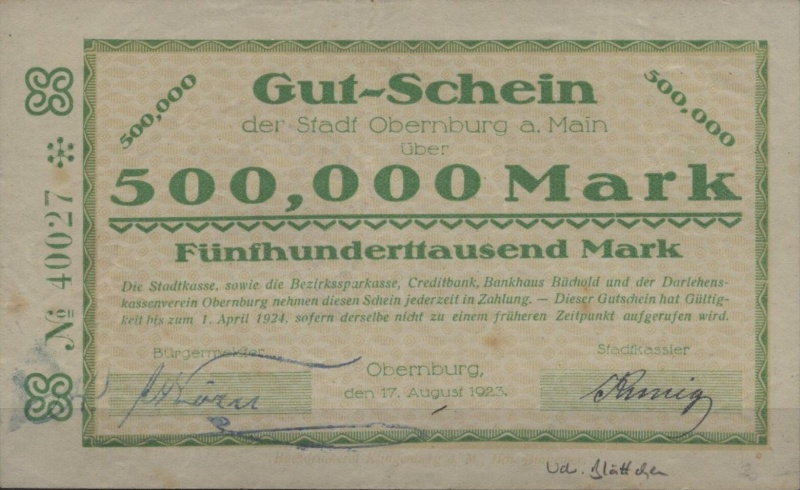 500,000
Gut-Schein
500,000
der Stadt Obernburg a. Main
über
500,000 Mark
Fünfhunderttausend Mark
Die Stadtkasse, sowie die Bezirkssparkasse, Creditbank, Bankhaus Büchold und der Darlehens-
kassenverein Obernburg nehmen diesen Schein jederzeit in Zahlung. — Dieser Gutschein hat Gültig-
keit bis zum 1. April 1924, sofern derselbe nicht zu einem früheren Zeitpunkt aufgerufen wird.
Bürgermeister
Obernburg,
den 17. August 1923.
Stadtkassier
№ 40027